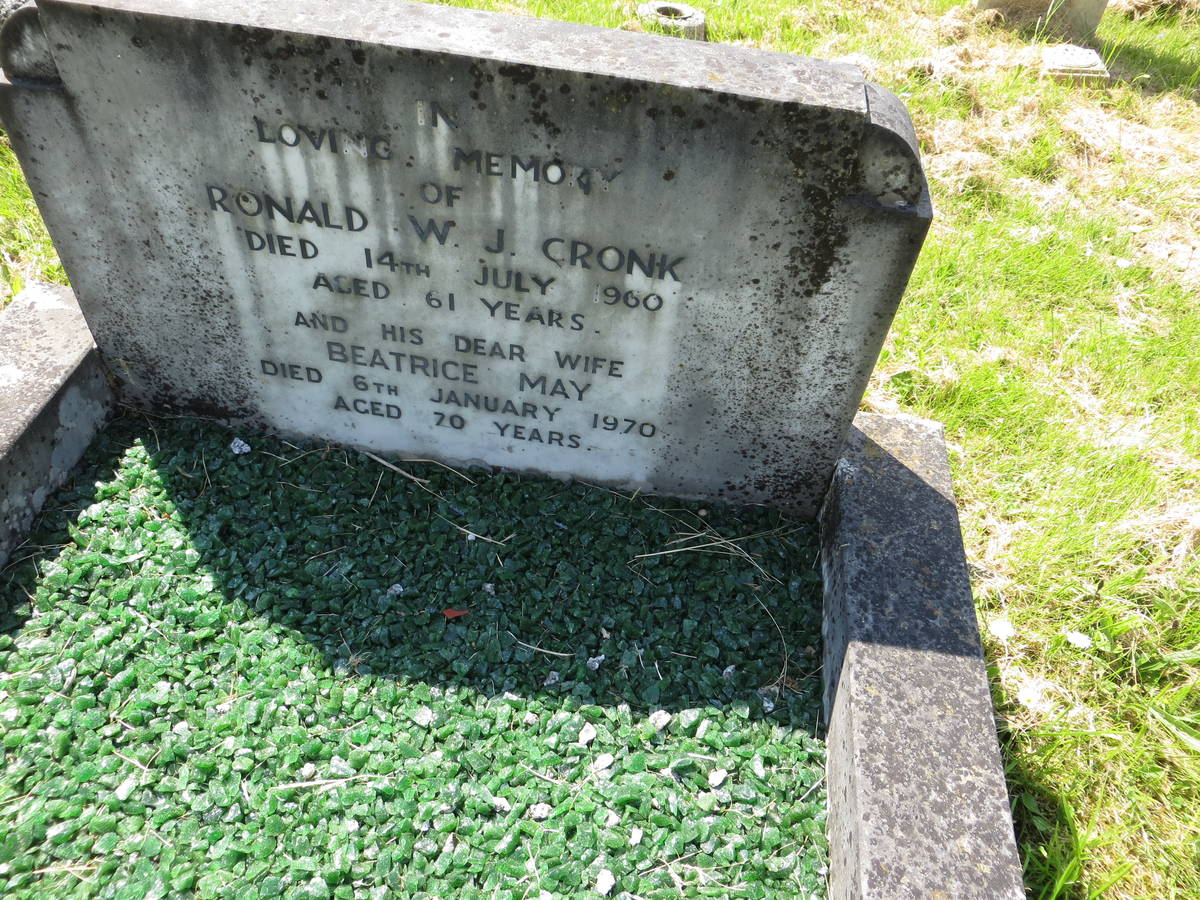 IN
LOVING MEMORY
OF
RONALD W. J. CRONK
DIED 14TH JULY 1960
AGED 61 YEARS.
AND HIS DEAR WIFE
BEATRICE MAY
DIED 6TH JANUARY 1970
AGED 70 YEARS.